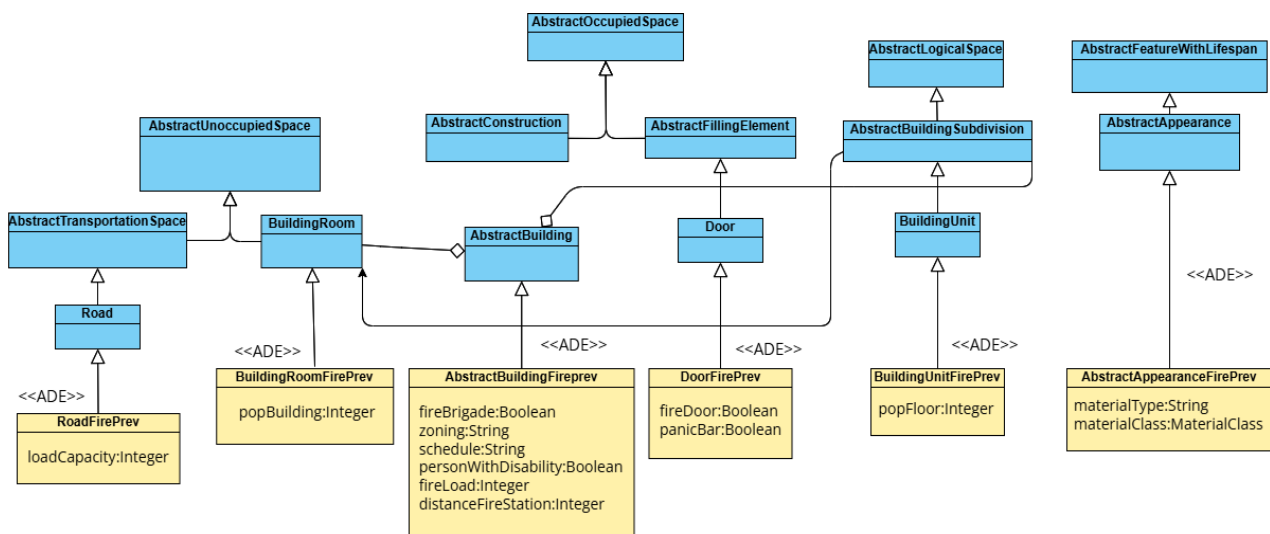 AbstractOccupiedSpace
AbstractLogicalSpace
AbstractFeatureWithLifespan
AbstractUnoccupiedSpace
AbstractConstruction
AbstractFillingElement
AbstractBuildingSubdivision
AbstractAppearance
AbstractTransportationSpace
BuildingRoom
AbstractBuilding
Door
BuildingUnit
<<ADE>>
Road
<<ADE>>
<<ADE>>
<<ADE>>
<<ADE>>
<<ADE>>
BuildingRoomFirePrev
popBuilding:Integer
AbstractBuildingFireprev
fireBrigade:Boolean
zoning:String
schedule:String
personWithDisability:Boolean
fireLoad:Integer
distanceFireStation:Integer
DoorFirePrev
fireDoor:Boolean
panicBar:Boolean
BuildingUnitFirePrev
popFloor:Integer
AbstractAppearanceFirePrev
materialType:String
materialClass:MaterialClass
RoadFirePrev
loadCapacity:Integer